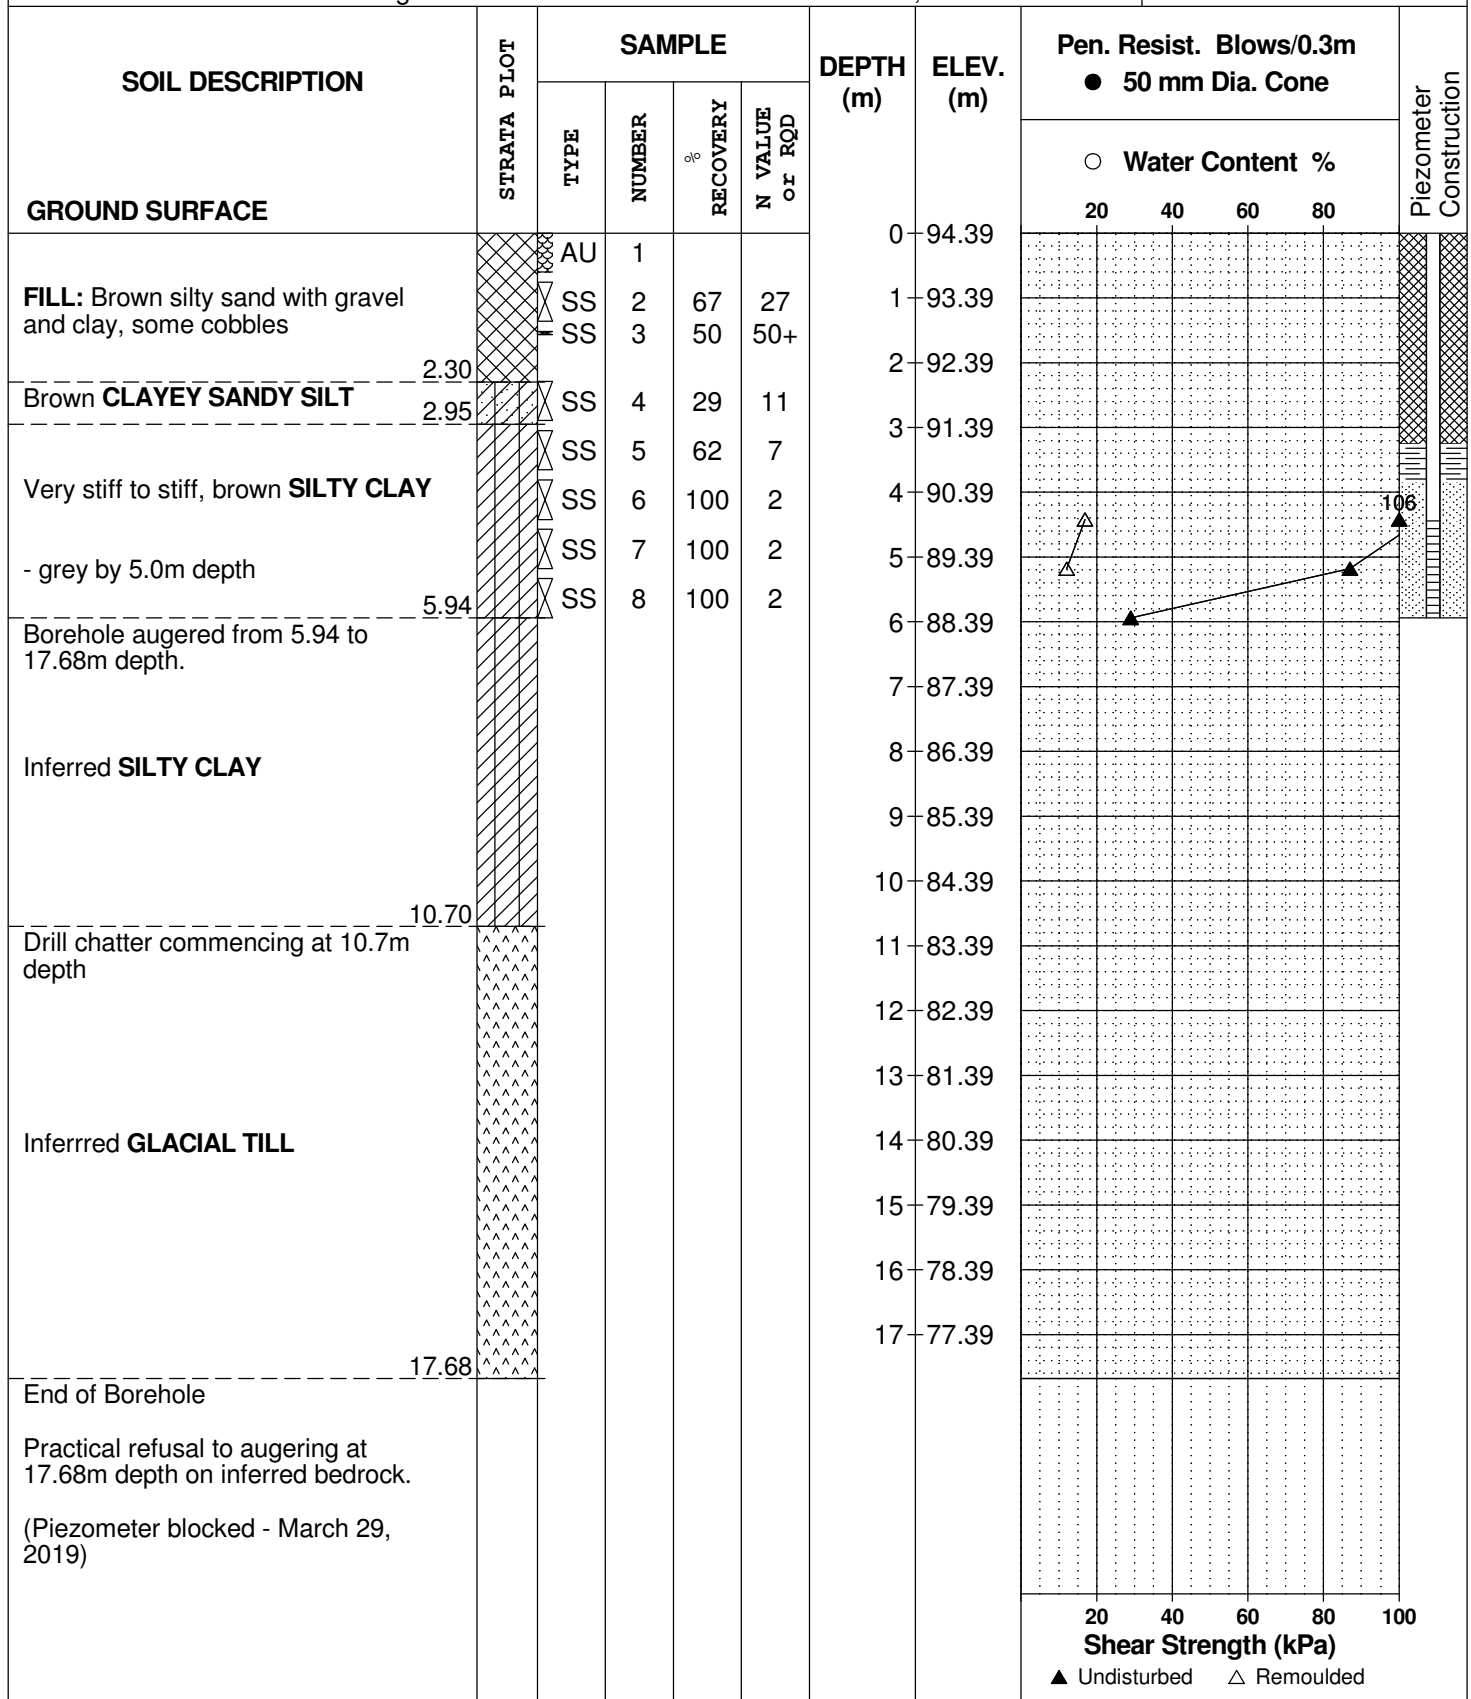 SOIL DESCRIPTION
GROUND SURFACE
STRATA PLOT
SAMPLE
TYPE
NUMBER
%
RECOVERY
N VALUE
or RQD
DEPTH
(m)
ELEV.
(m)
Pen. Resist. Blows/0.3m
● 50 mm Dia. Cone
○ Water Content %
20 40 60 80
Piezometer
Construction
0 94.39
AU 1
FILL: Brown silty sand with gravel
and clay, some cobbles
SS 2 67 27
1 93.39
SS 3 50 50+
2.30
2 92.39
Brown CLAYEY SANDY SILT
2.95
SS 4 29 11
3 91.39
SS 5 62 7
Very stiff to stiff, brown SILTY CLAY
SS 6 100 2
4 90.39
106
- grey by 5.0m depth
SS 7 100 2
5 89.39
5.94
SS 8 100 2
6 88.39
Borehole augered from 5.94 to
17.68m depth.
7 87.39
Inferred SILTY CLAY
8 86.39
9 85.39
10 84.39
10.70
Drill chatter commencing at 10.7m
depth
11 83.39
12 82.39
13 81.39
Inferrred GLACIAL TILL
14 80.39
15 79.39
16 78.39
17 77.39
17.68
End of Borehole
Practical refusal to augering at
17.68m depth on inferred bedrock.
(Piezometer blocked - March 29,
2019)
20 40 60 80 100
Shear Strength (kPa)
▲ Undisturbed △ Remoulded